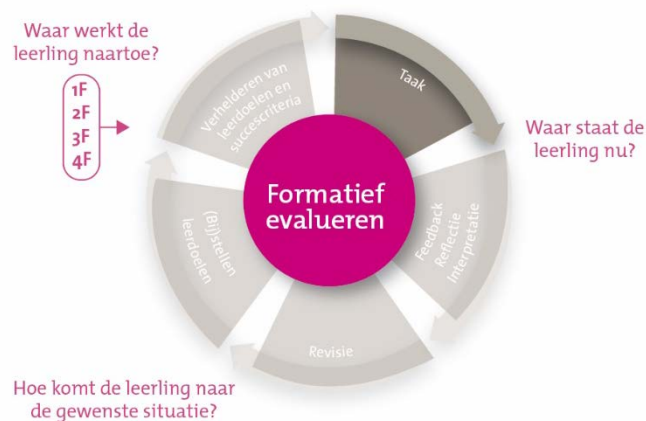 Waar werkt de
leerling naartoe?
1F
2F
3F
4F
Verhelderen van
leerdoelen en
succescriteria
Taak
Waar staat de
leerling nu?
Formatief
evalueren
Feedback
Reflectie
Interpretatie
(Bij)stellen
leerdoelen
Revisie
Hoe komt de leerling naar
de gewenste situatie?